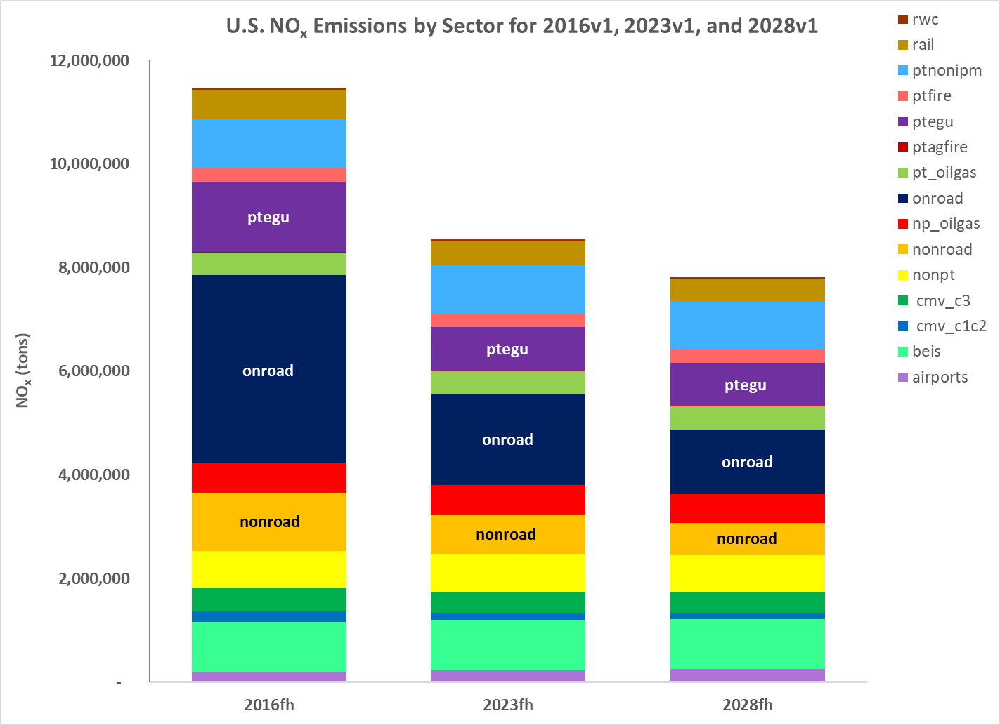 U.S. NOx Emissions by Sector for 2016v1, 2023v1, and 2028v1
12,000,000
10,000,000
8,000,000
6,000,000
4,000,000
2,000,000
-
NOx (tons)
ptegu
onroad
nonroad
ptegu
onroad
nonroad
ptegu
onroad
nonroad
2016fh
2023fh
2028fh
rwc
rail
ptnonipm
ptfire
ptegu
ptagfire
pt_oilgas
onroad
np_oilgas
nonroad
nonpt
cmv_c3
cmv_c1c2
beis
airports